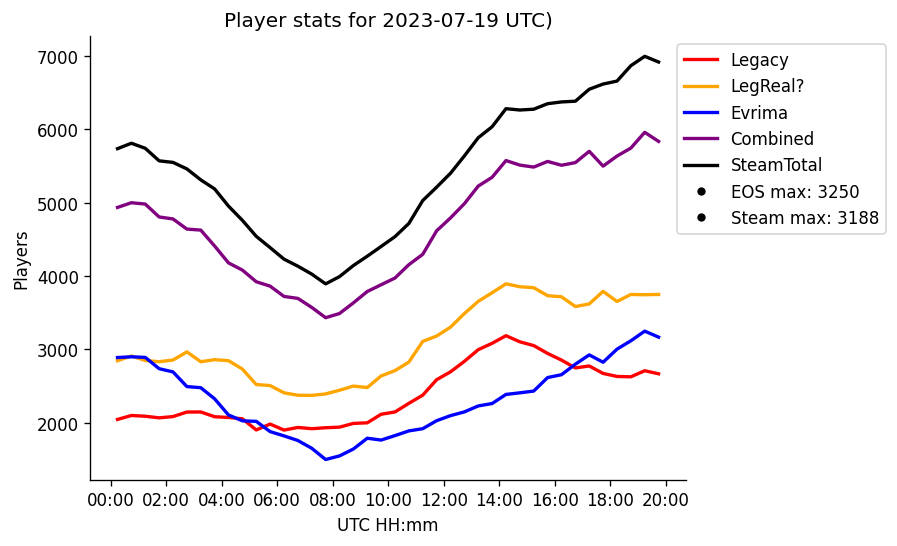 Player stats for 2023-07-19 UTC)
Legacy
LegReal?
Evrima
Combined
SteamTotal
EOS max: 3250
Steam max: 3188
Players
7000
6000
5000
4000
3000
2000
00:00 02:00 04:00 06:00 08:00 10:00 12:00 14:00 16:00 18:00 20:00
UTC HH:mm